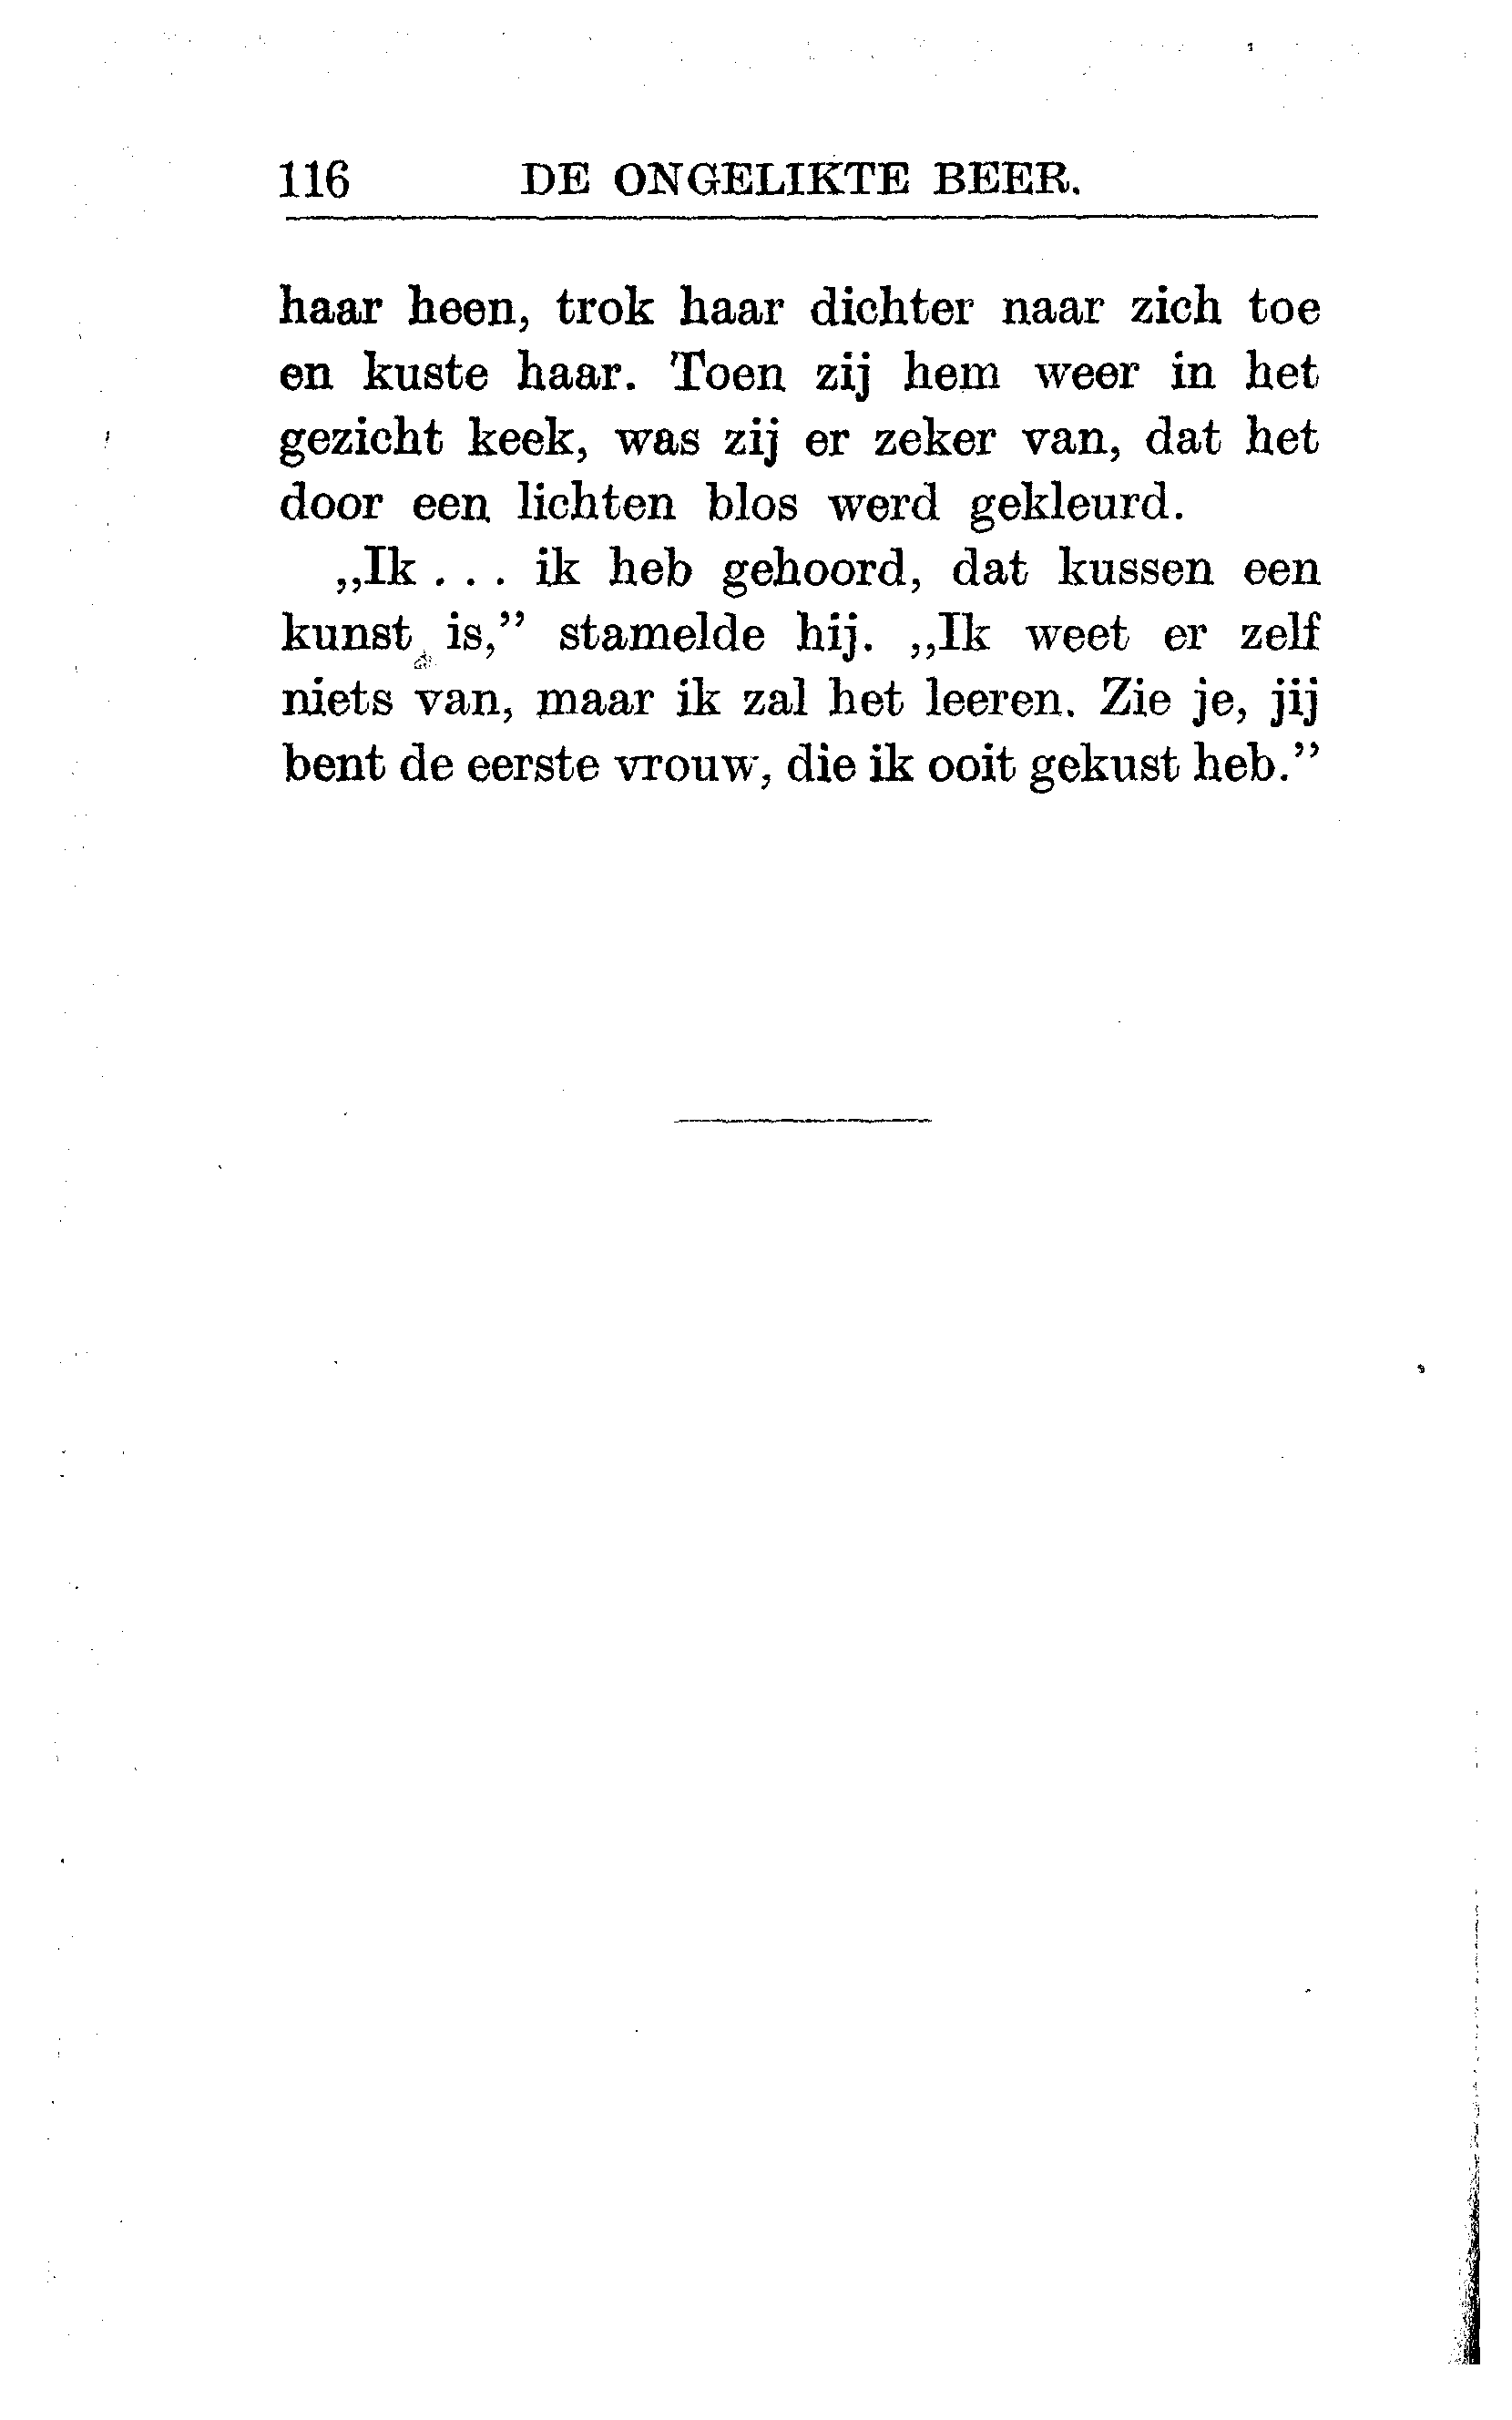 116 DE ONGELIKTE BEER.
haar heen, trok haar dichter naar zich toe
en kuste haar. Toen zij hem weer in het
gezicht keek, was zij er zeker van, dat het
door een lichten blos werd gekleurd.
„Ik . . . ik heb gehoord, dat kussen een
kunst is,” stamelde hij. „Ik weet er zelf
niets van, maar ik zal het leeren. Zie je, jij
bent de eerste vrouw, die ik ooit gekust heb.”